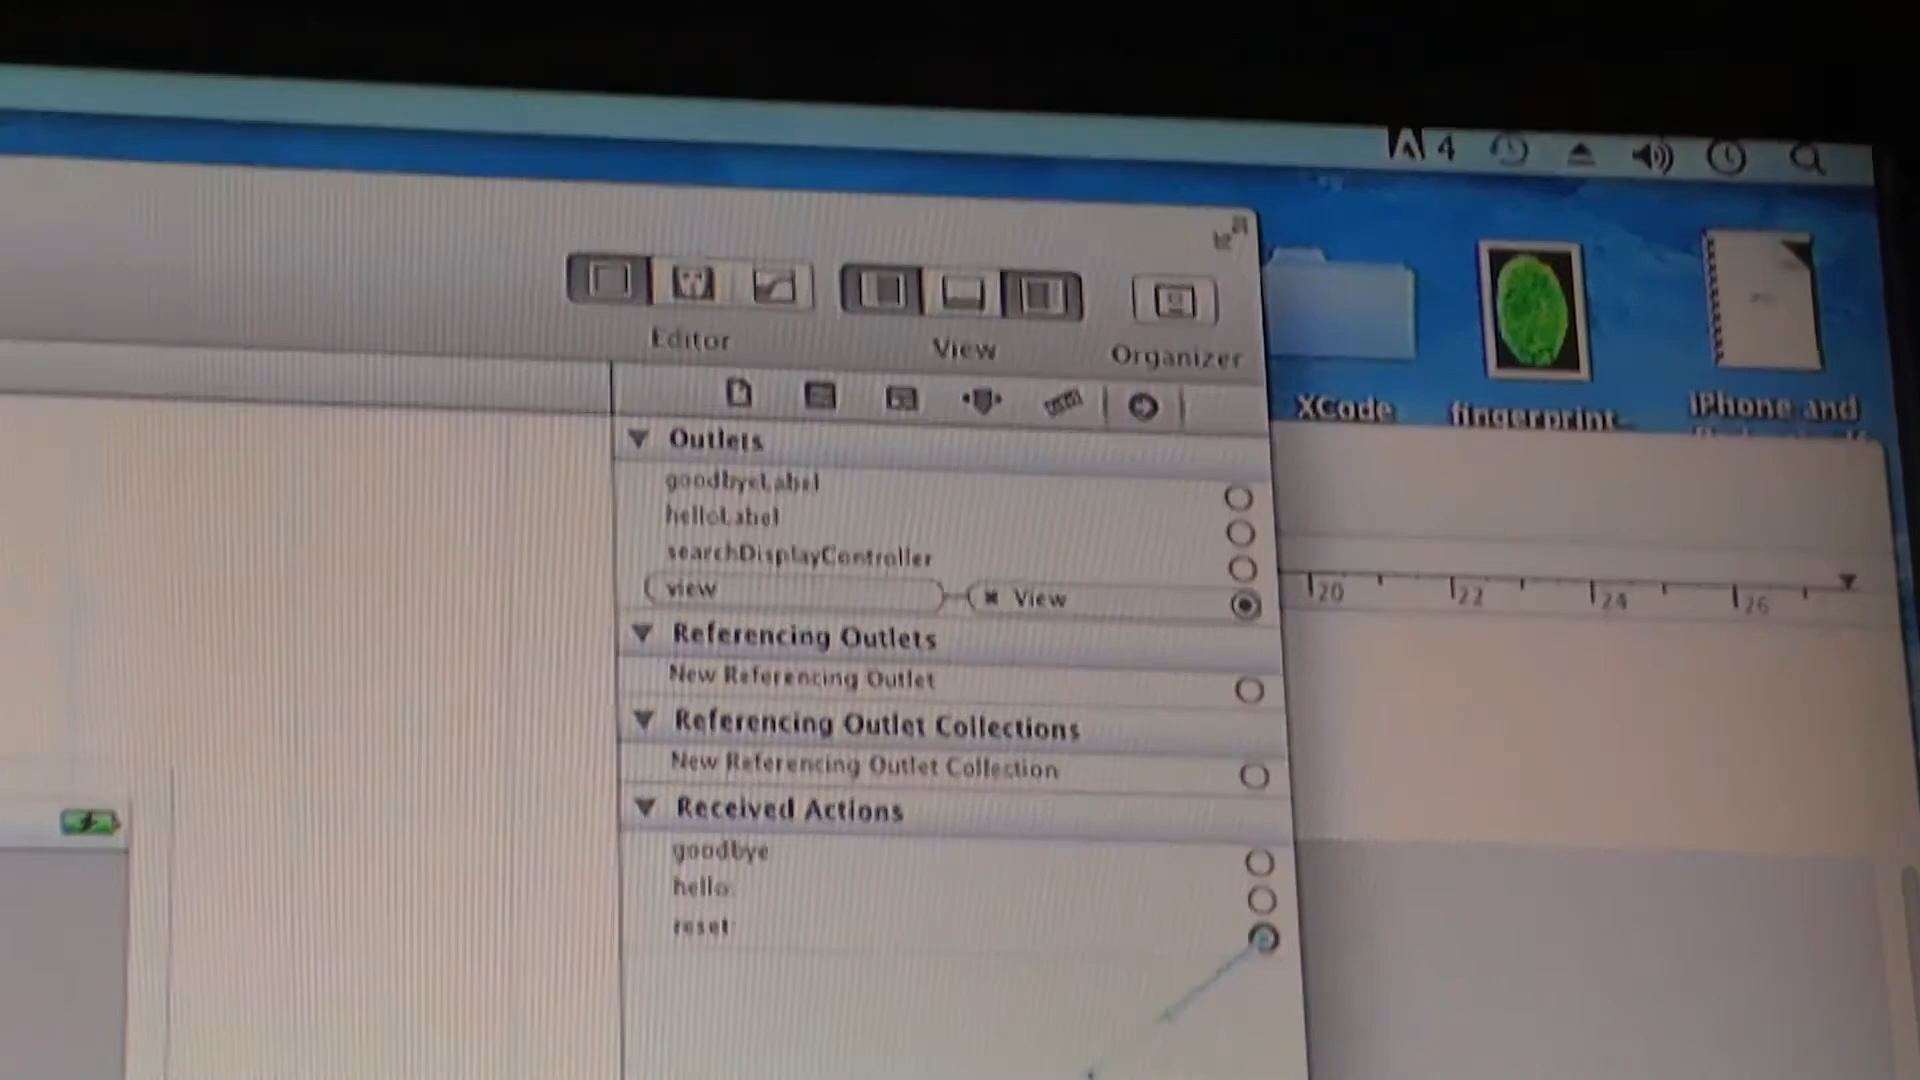 4
Editor
View
Organizer
XCode
fingerprint
iPhone and
Outlets
goodbyeLabel
helloLabel
searchDisplayController
view
View
20
22
24
26
Referencing Outlets
New Referencing Outlet
Referencing Outlet Collections
New Referencing Outlet Collection
Received Actions
goodbye
hello:
reset: